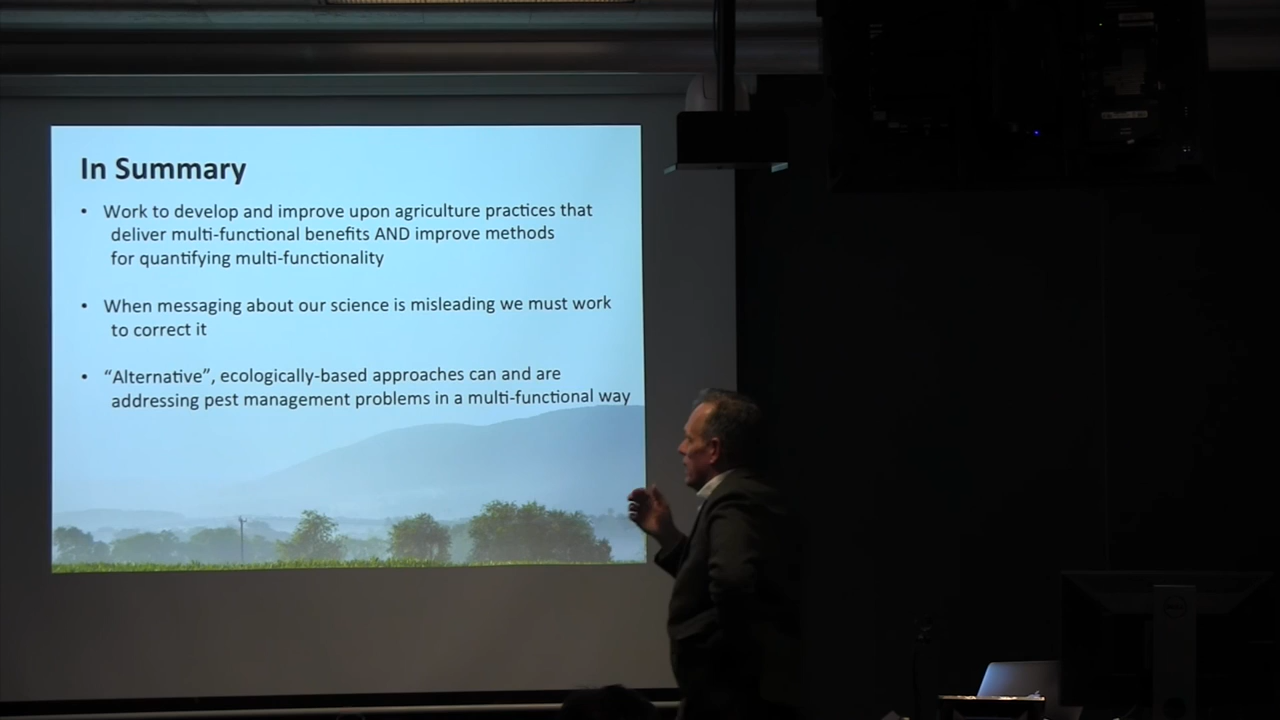 In Summary
• Work to develop and improve upon agriculture practices that
deliver multi-functional benefits AND improve methods
for quantifying multi-functionality
• When messaging about our science is misleading we must work
to correct it
• “Alternative”, ecologically-based approaches can and are
addressing pest management problems in a multi-functional way